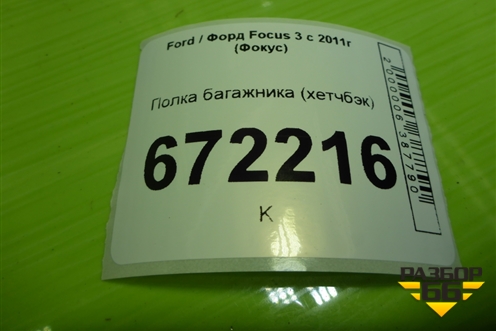 Ford / Форд Focus 3 с 2011г
(Фокус)
Полка багажника (хетчбэк)
672216
К
2000006387790
РАЗБОР
66